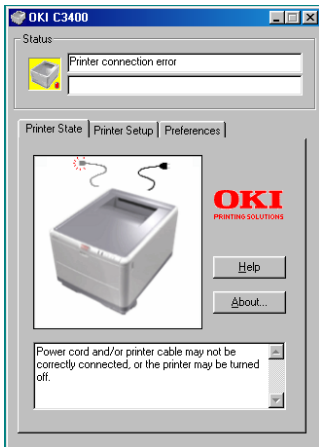 OKI C3400
Status
Printer connection error
Printer State
Printer Setup
Preferences
OKI
PRINTING SOLUTIONS
Help
About...
Power cord and/or printer cable may not be
correctly connected, or the printer may be turned
off.